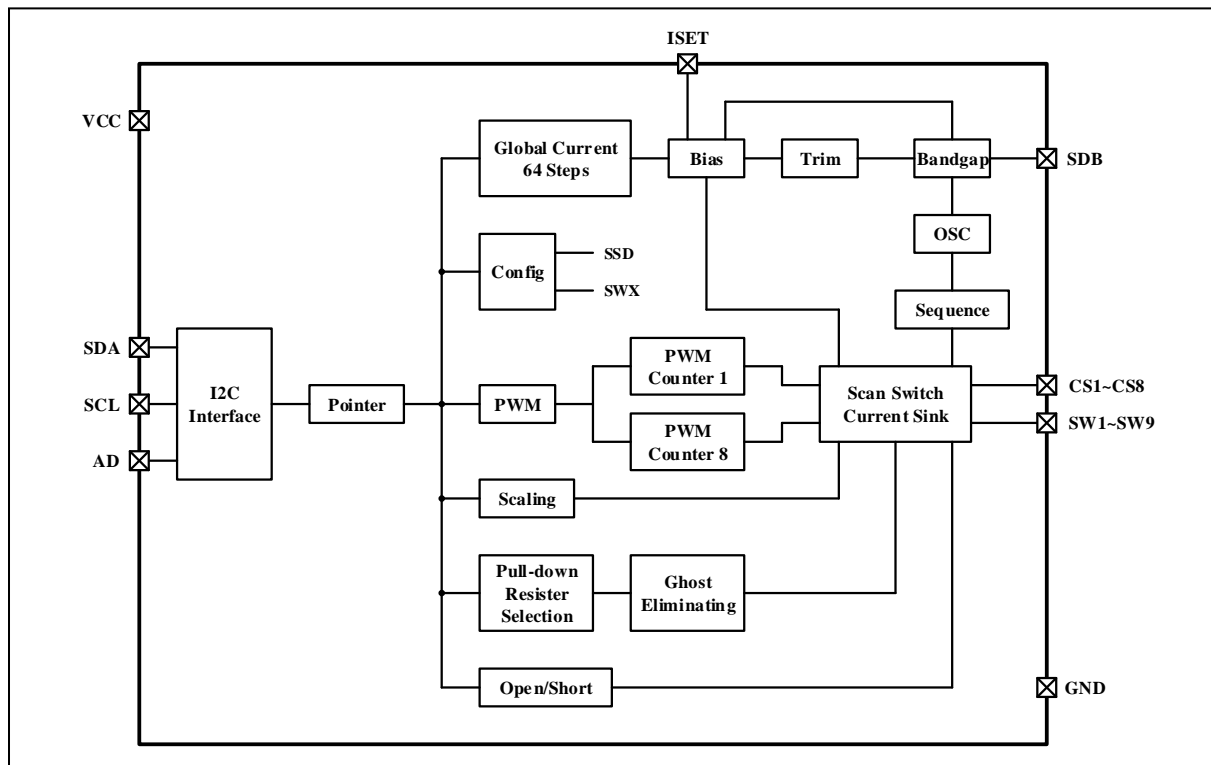 ISET
VCC
Global Current
64 Steps
Bias
Trim
Bandgap
SDB
OSC
Config
SSD
SWX
Sequence
SDA
SCL
AD
I2C
Interface
Pointer
PWM
PWM
Counter 1
PWM
Counter 8
Scan Switch
Current Sink
CS1~CS8
SW1~SW9
Scaling
Pull-down
Resister
Selection
Ghost
Eliminating
Open/Short
GND